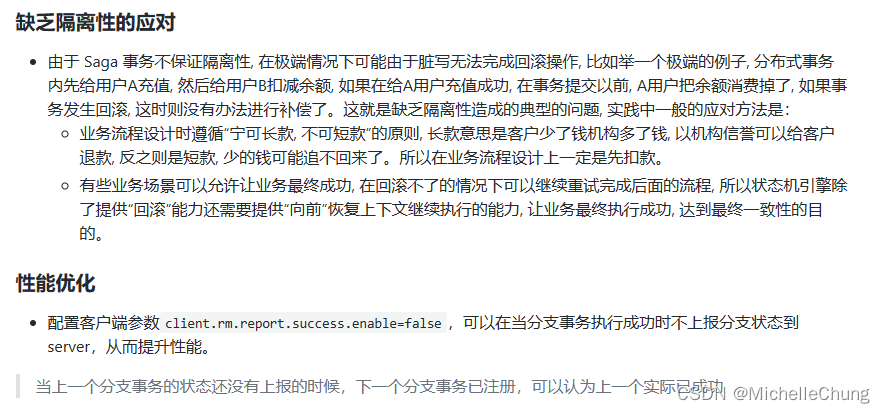 缺乏隔离性的应对
由于 Saga 事务不保证隔离性, 在极端情况下可能由于脏写无法完成回滚操作, 比如举一个极端的例子, 分布式事务
内先给用户A充值, 然后给用户B扣减余额, 如果在给A用户充值成功, 在事务提交以前, A用户把余额消费掉了, 如果事
务发生回滚, 这时则没有办法进行补偿了。这就是缺乏隔离性造成的典型的问题, 实践中一般的应对方法是:
业务流程设计时遵循“宁可长款, 不可短款”的原则, 长款意思是客户少了钱机构多了钱, 以机构信誉可以给客户
退款, 反之则是短款, 少的钱可能追不回来了。所以在业务流程设计上一定是先扣款。
有些业务场景可以允许让业务最终成功, 在回滚不了的情况下可以继续重试完成后面的流程, 所以状态机引擎除
了提供“回滚”能力还需要提供“向前”恢复上下文继续执行的能力, 让业务最终执行成功, 达到最终一致性的目
的。
性能优化
配置客户端参数client.rm.report.success.enable=false，可以在当分支事务执行成功时不上报分支状态到
server，从而提升性能。
当上一个分支事务的状态还没有上报的时候，下一个分支事务已注册，可以认为上一个实际已成功
CSDN @MichelleChung